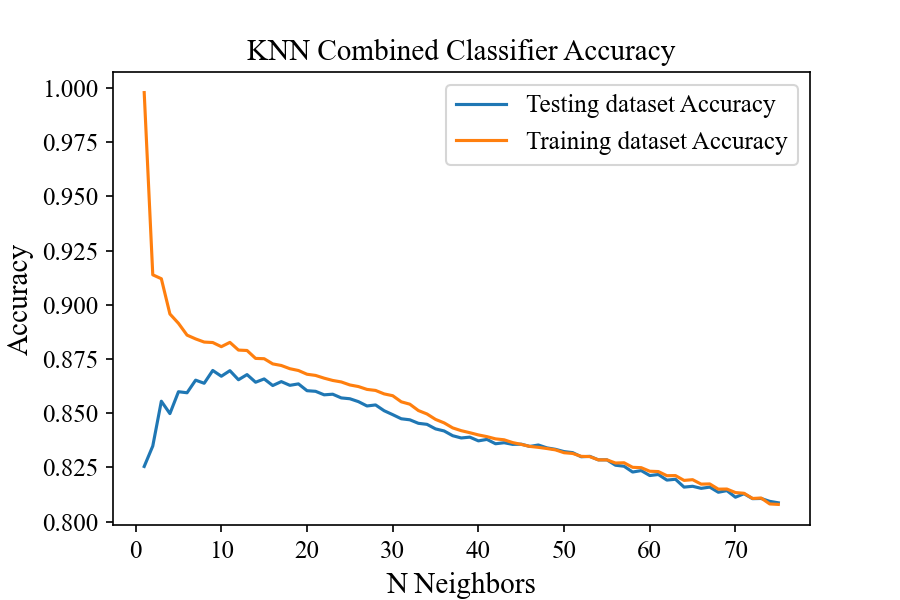 KNN Combined Classifier Accuracy
Testing dataset Accuracy
Training dataset Accuracy
Accuracy
1.000
0.975
0.950
0.925
0.900
0.875
0.850
0.825
0.800
0 10 20 30 40 50 60 70
N Neighbors